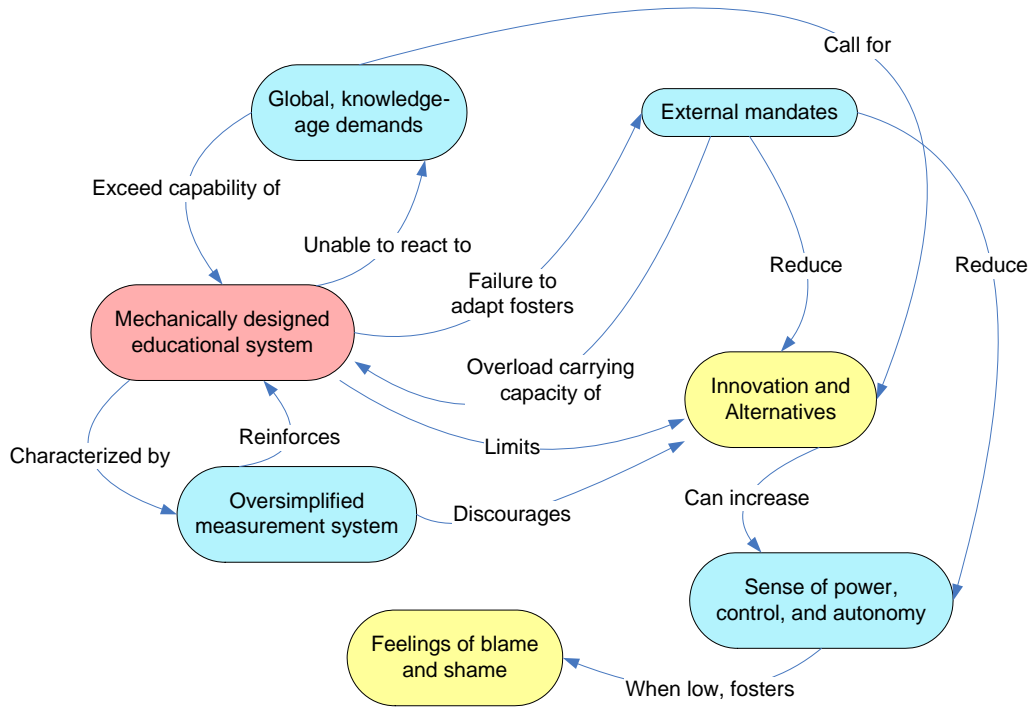 Call for
Global, knowledge-
age demands
External mandates
Exceed capability of
Unable to react to
Failure to
adapt fosters
Reduce
Reduce
Mechanically designed
educational system
Overload carrying
capacity of
Innovation and
Alternatives
Reinforces
Limits
Characterized by
Oversimplified
measurement system
Discourages
Can increase
Sense of power,
control, and autonomy
Feelings of blame
and shame
When low, fosters